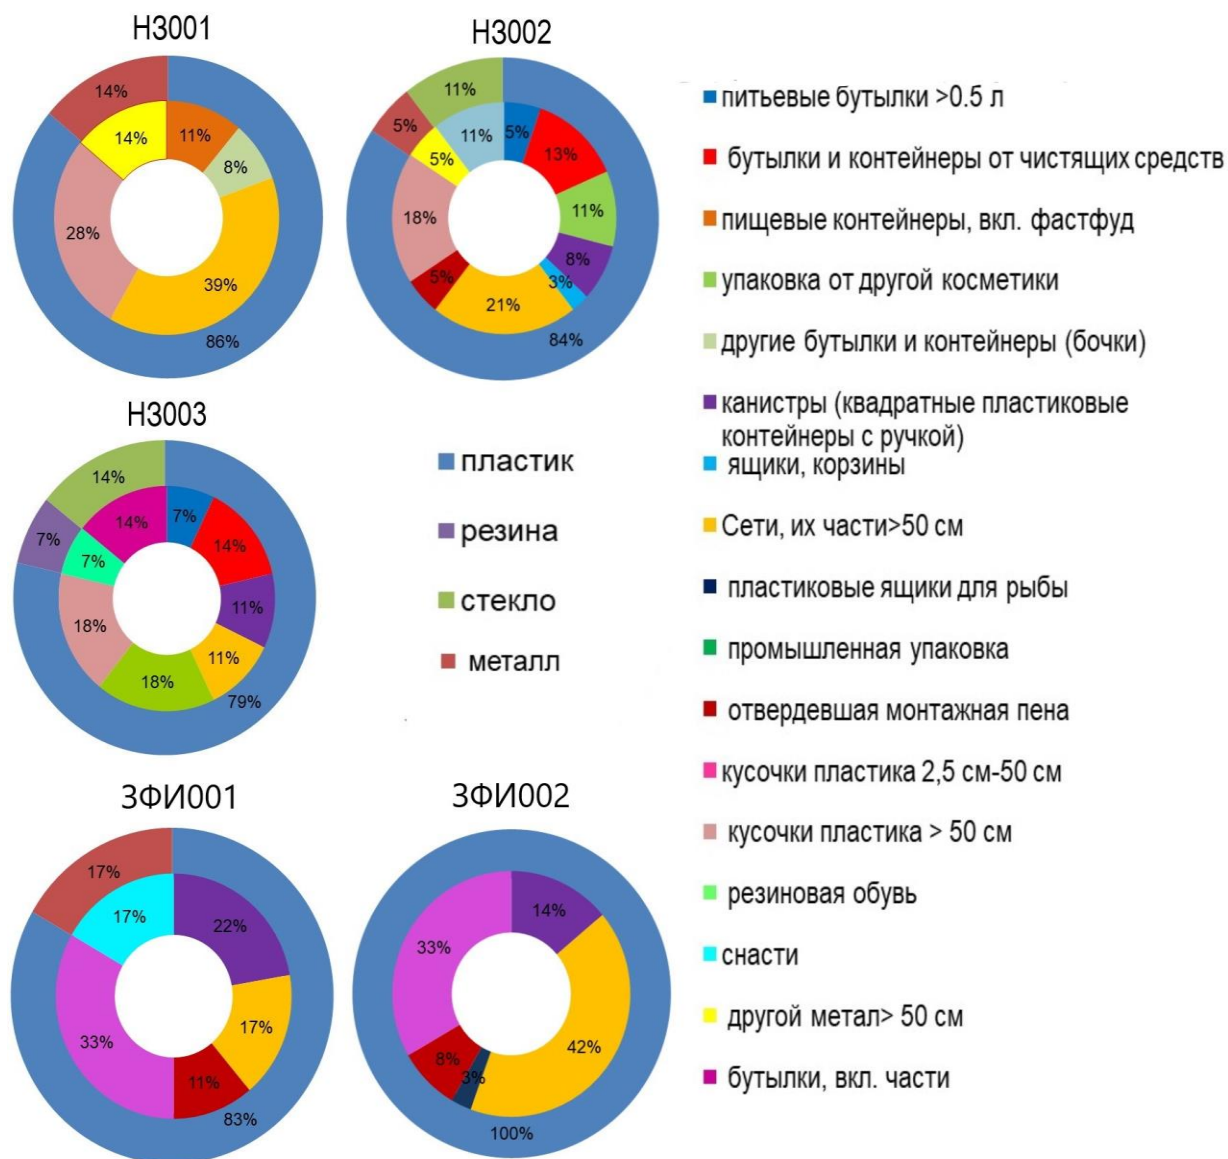 НЗ001
14%
14%
11%
8%
28%
39%
86%
НЗ002
11%
5%
11%
5%
5%
13%
18%
11%
8%
5%
3%
21%
84%
НЗ003
14%
7%
14%
7%
7%
14%
18%
11%
11%
18%
79%
пластик
резина
стекло
металл
ЗФИ001
17%
17%
22%
33%
17%
11%
83%
ЗФИ002
33%
14%
42%
8%
3%
100%
питьевые бутылки >0.5 л
бутылки и контейнеры от чистящих средств
пищевые контейнеры, вкл. фастфуд
упаковка от другой косметики
другие бутылки и контейнеры (бочки)
канистры (квадратные пластиковые
контейнеры с ручкой)
ящики, корзины
Сети, их части>50 см
пластиковые ящики для рыбы
промышленная упаковка
отвердевшая монтажная пена
кусочки пластика 2,5 см-50 см
кусочки пластика > 50 см
резиновая обувь
снасти
другой метал> 50 см
бутылки, вкл. части